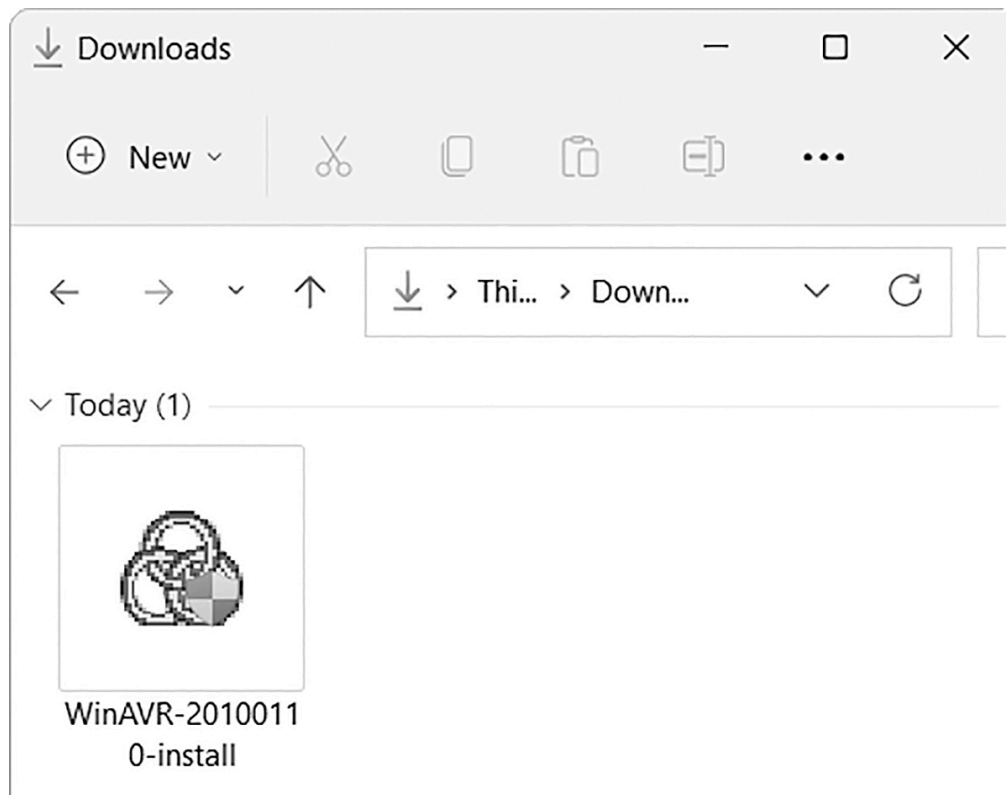 Downloads
New
Thi... Down...
Today (1)
WinAVR-2010011
0-install